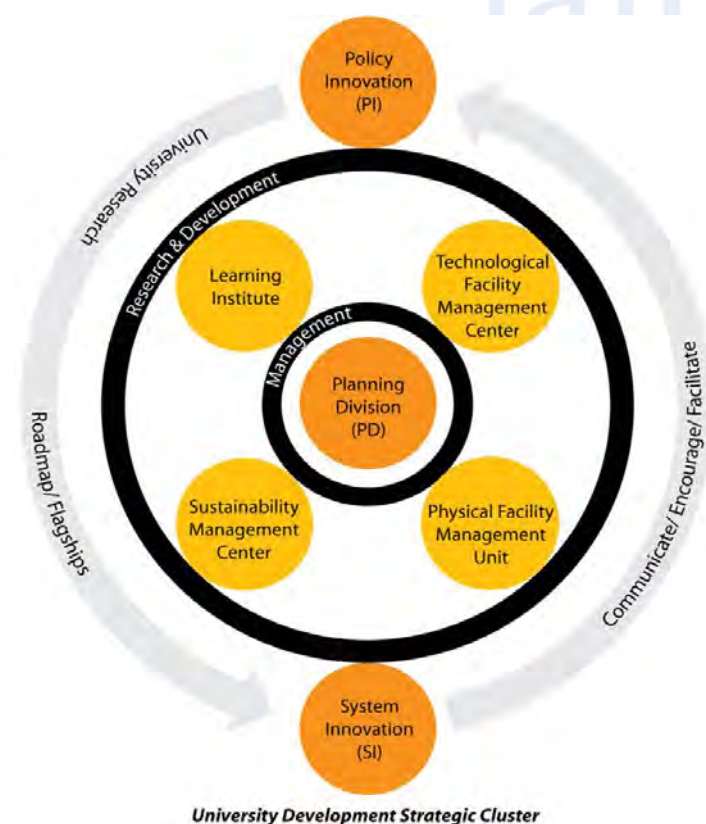 Policy
Innovation
(PI)
University Research
Research & Development
Learning
Institute
Technological
Facility
Management
Center
Management
Planning
Division
(PD)
Roadmap/ Flagships
Communicate/ Encourage/ Facilitate
Sustainability
Management
Center
Physical Facility
Management
Unit
System
Innovation
(SI)
University Development Strategic Cluster